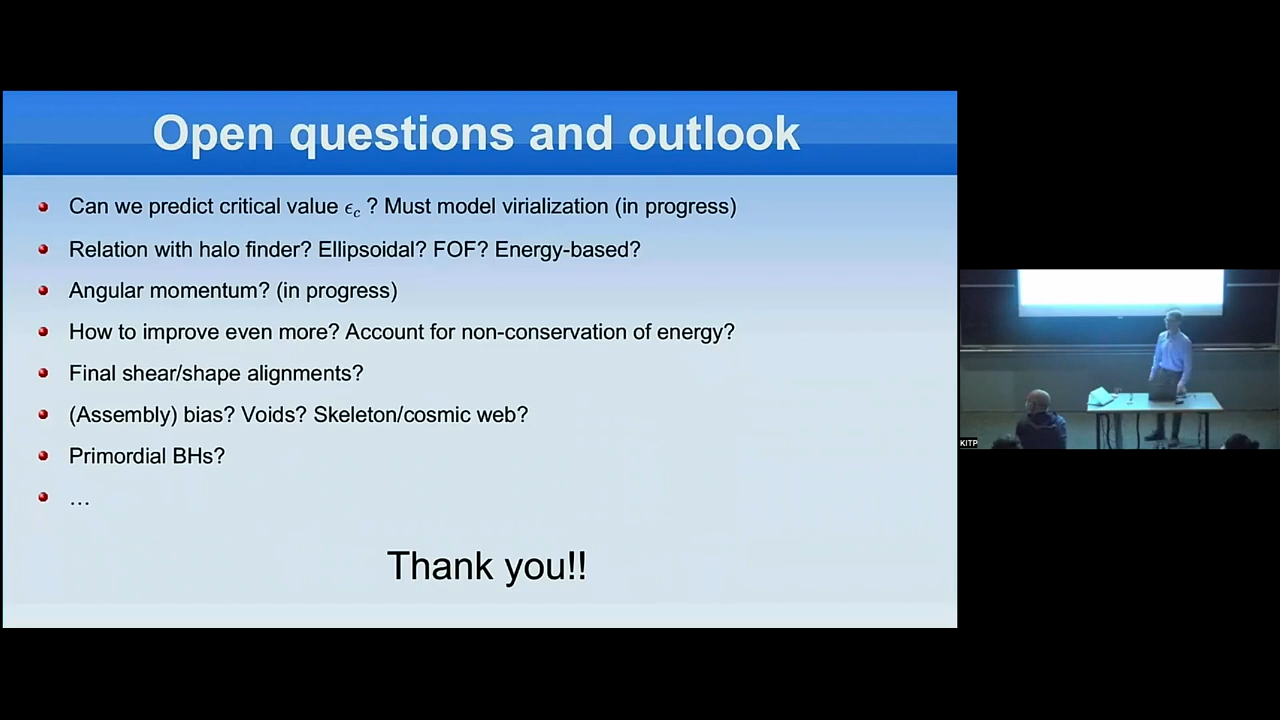 Open questions and outlook
Can we predict critical value ϵc ? Must model virialization (in progress)
Relation with halo finder? Ellipsoidal? FOF? Energy-based?
Angular momentum? (in progress)
How to improve even more? Account for non-conservation of energy?
Final shear/shape alignments?
(Assembly) bias? Voids? Skeleton/cosmic web?
Primordial BHs?
…
Thank you!!
KITP